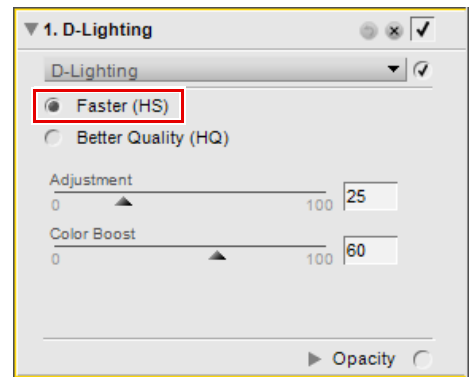 1. D-Lighting
D-Lighting
Faster (HS)
Better Quality (HQ)
Adjustment
0 100 25
Color Boost
0 100 60
Opacity